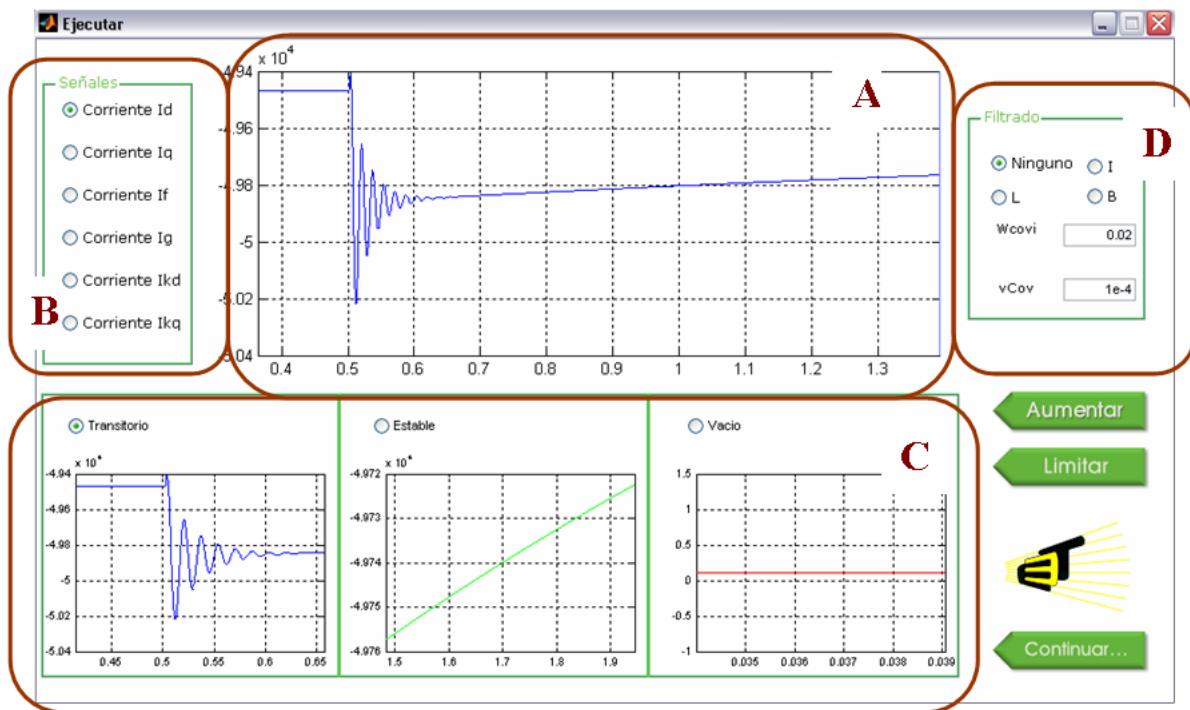 Ejecutar
Señales
Corriente Id
Corriente Iq
Corriente If
Corriente Ig
Corriente Ikd
Corriente Ikq
B
x 10⁴
-4.94
-4.96
-4.98
-5
-5.02
-5.04
0.4 0.5 0.6 0.7 0.8 0.9 1 1.1 1.2 1.3
A
Filtrado
D
Ninguno I
L B
Wcovi 0.02
vCov 1e-4
Transitorio
x 10⁴
-4.94
-4.96
-4.98
-5
-5.02
-5.04
0.45 0.5 0.55 0.6 0.65
Estable
x 10⁴
-4.972
-4.973
-4.974
-4.975
-4.976
1.5 1.6 1.7 1.8 1.9
Vacio
C
1.5
1
0.5
0
-0.5
-1
0.035 0.036 0.037 0.038 0.039
Aumentar
Limitar
Continuar...